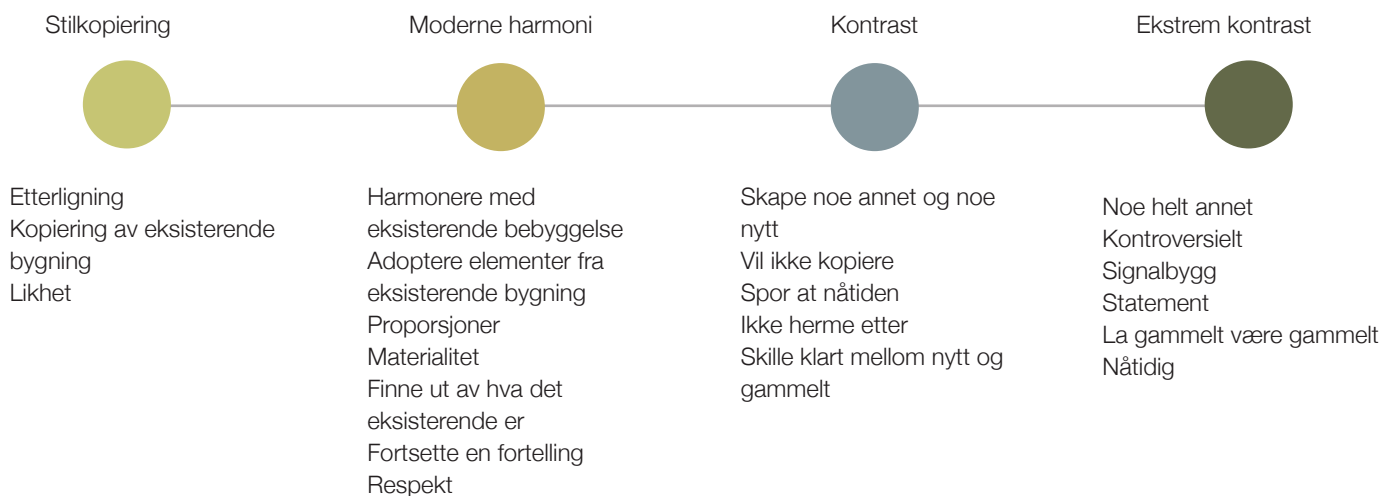 Stilkopiering
Moderne harmoni
Kontrast
Ekstrem kontrast
Etterligning
Kopiering av eksisterende
bygning
Likhet
Harmonere med
eksisterende bebyggelse
Adoptere elementer fra
eksisterende bygning
Proporsjoner
Materialitet
Finne ut av hva det
eksisterende er
Fortsette en fortelling
Respekt
Skape noe annet og noe
nytt
Vil ikke kopiere
Spor at nåtiden
Ikke herme etter
Skille klart mellom nytt og
gammelt
Noe helt annet
Kontroversielt
Signalbygg
Statement
La gammelt være gammelt
Nåtidig